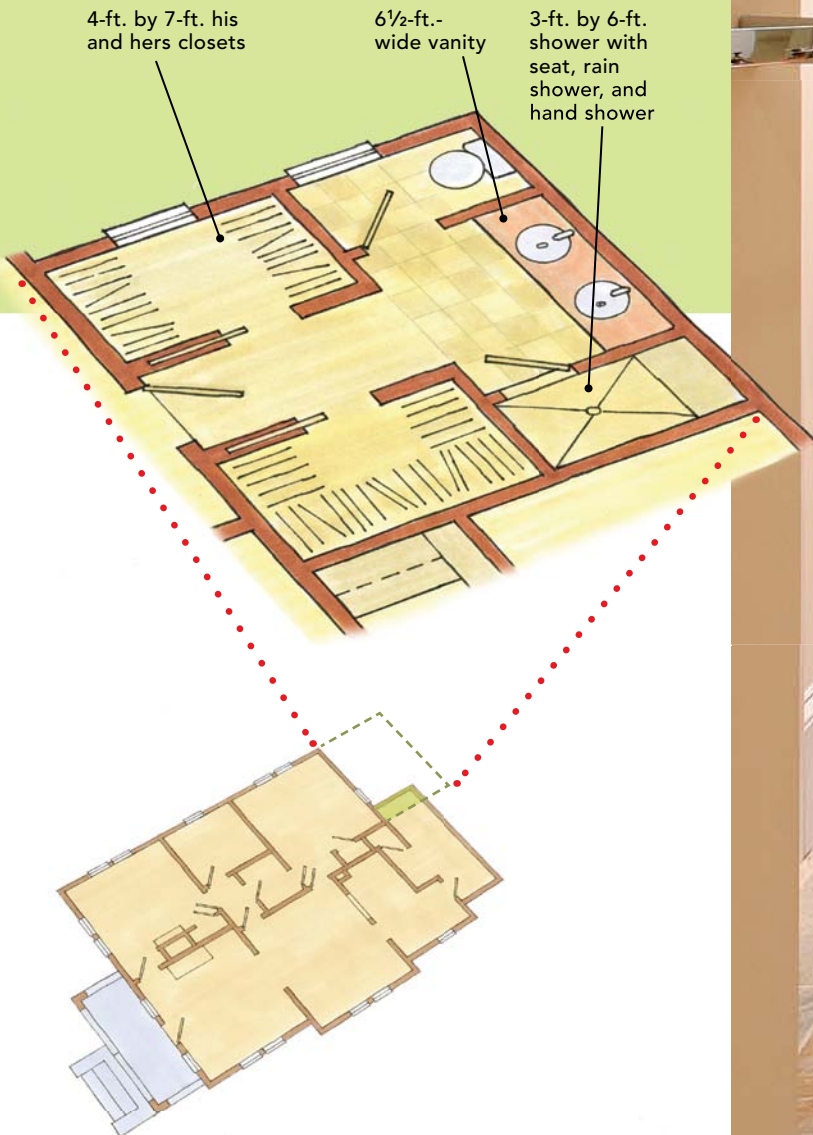 4-ft. by 7-ft. his
and hers closets
6½-ft.-
wide vanity
3-ft. by 6-ft.
shower with
seat, rain
shower, and
hand shower